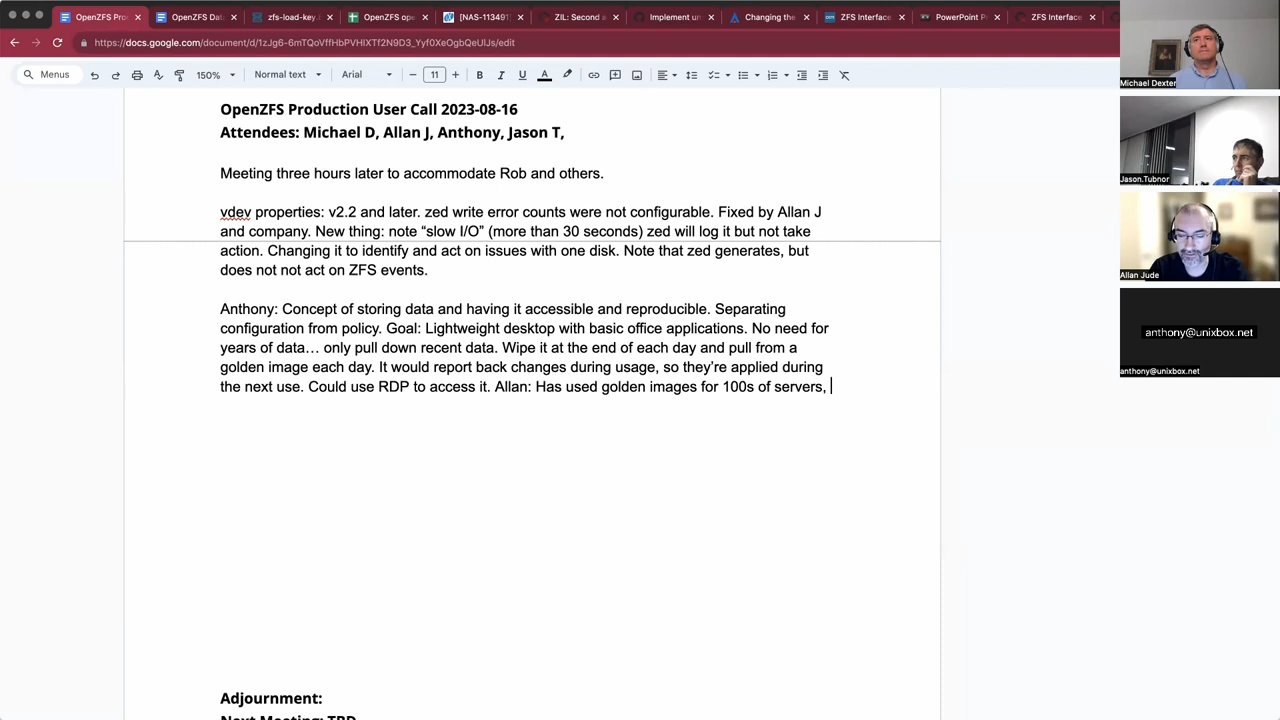 OpenZFS Pro
OpenZFS Dat
zfs-load-key.
OpenZFS ope
[NAS-113491]
ZIL: Second a
Implement un
Changing the
ZFS Interface
PowerPoint P
ZFS Interface
https://docs.google.com/document/d/1zJg6-6mTQoVffHbPVHIXTf2N9D3_Yyf0XeOgbQeUIJs/edit
Menus
150%
Normal text
Arial
11
B I U A
OpenZFS Production User Call 2023-08-16
Attendees: Michael D, Allan J, Anthony, Jason T,
Meeting three hours later to accommodate Rob and others.
vdev properties: v2.2 and later. zed write error counts were not configurable. Fixed by Allan J
and company. New thing: note “slow I/O” (more than 30 seconds) zed will log it but not take
action. Changing it to identify and act on issues with one disk. Note that zed generates, but
does not not act on ZFS events.
Anthony: Concept of storing data and having it accessible and reproducible. Separating
configuration from policy. Goal: Lightweight desktop with basic office applications. No need for
years of data… only pull down recent data. Wipe it at the end of each day and pull from a
golden image each day. It would report back changes during usage, so they’re applied during
the next use. Could use RDP to access it. Allan: Has used golden images for 100s of servers,
Adjournment:
Next Meeting: TBD
Michael Dexter
Jason.Tubnor
Allan Jude
anthony@unixbox.net
anthony@unixbox.net